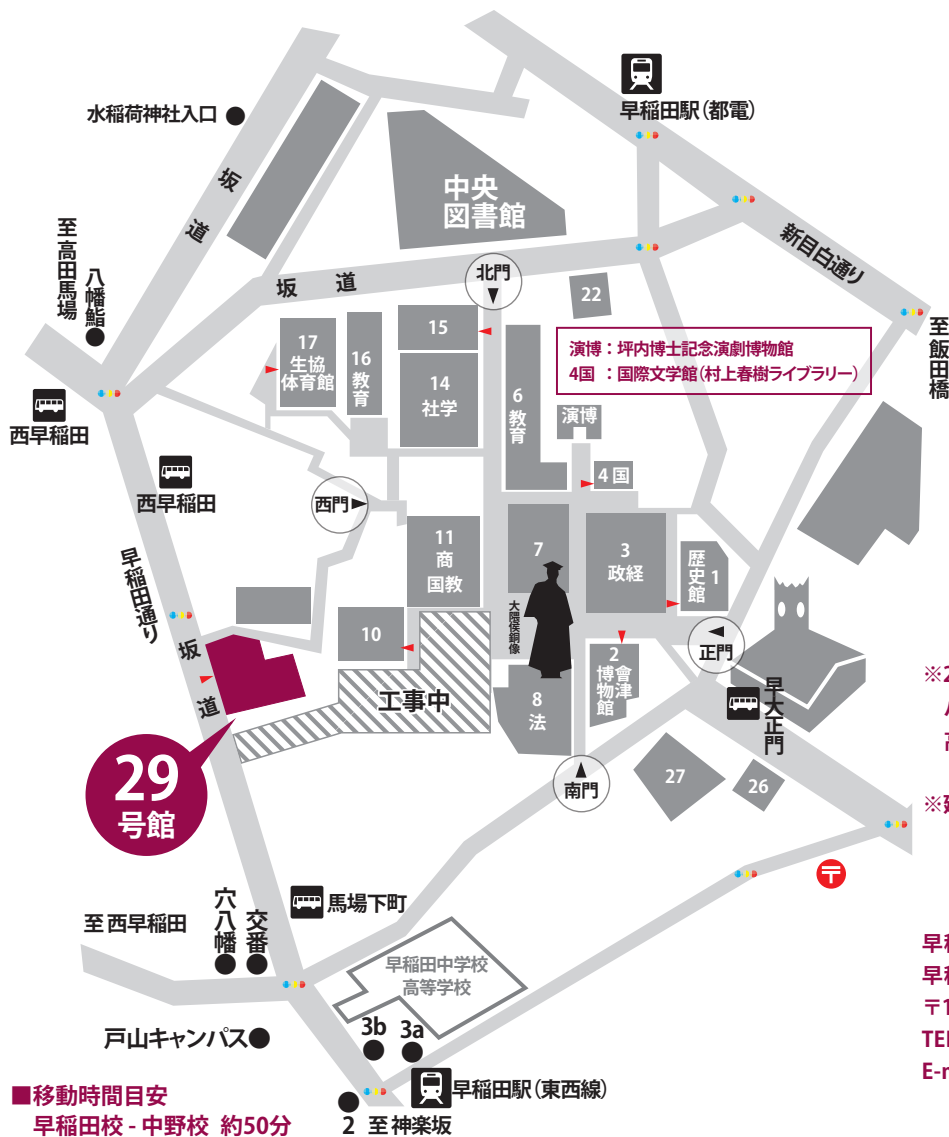 早稲田駅（都電）
水稲荷神社入口
坂道
中央
図書館
新目白通り
至高田馬場
八幡鮨
坂道
北門
22
至飯田橋
17
生協
体育館
16
教育
15
14
社学
6
教育
演博：坪内博士記念演劇博物館
4国 ：国際文学館（村上春樹ライブラリー）
演博
4 国
西早稲田
西早稲田
西門
11
商
国教
7
3
政経
1
歴史館
早稲田通り
10
大隈侯銅像
正門
坂道
工事中
8
法
2
會津
博物館
早大正門
29
号館
南門
27
26
※2
※建
〒
馬場下町
穴八幡
交番
至 西早稲田
早稲田中学校
高等学校
早稲
早稲
〒1
TEL
E-m
戸山キャンパス
3b
3a
早稲田駅（東西線）
■移動時間目安
早稲田校 - 中野校 約50分
2
至 神楽坂